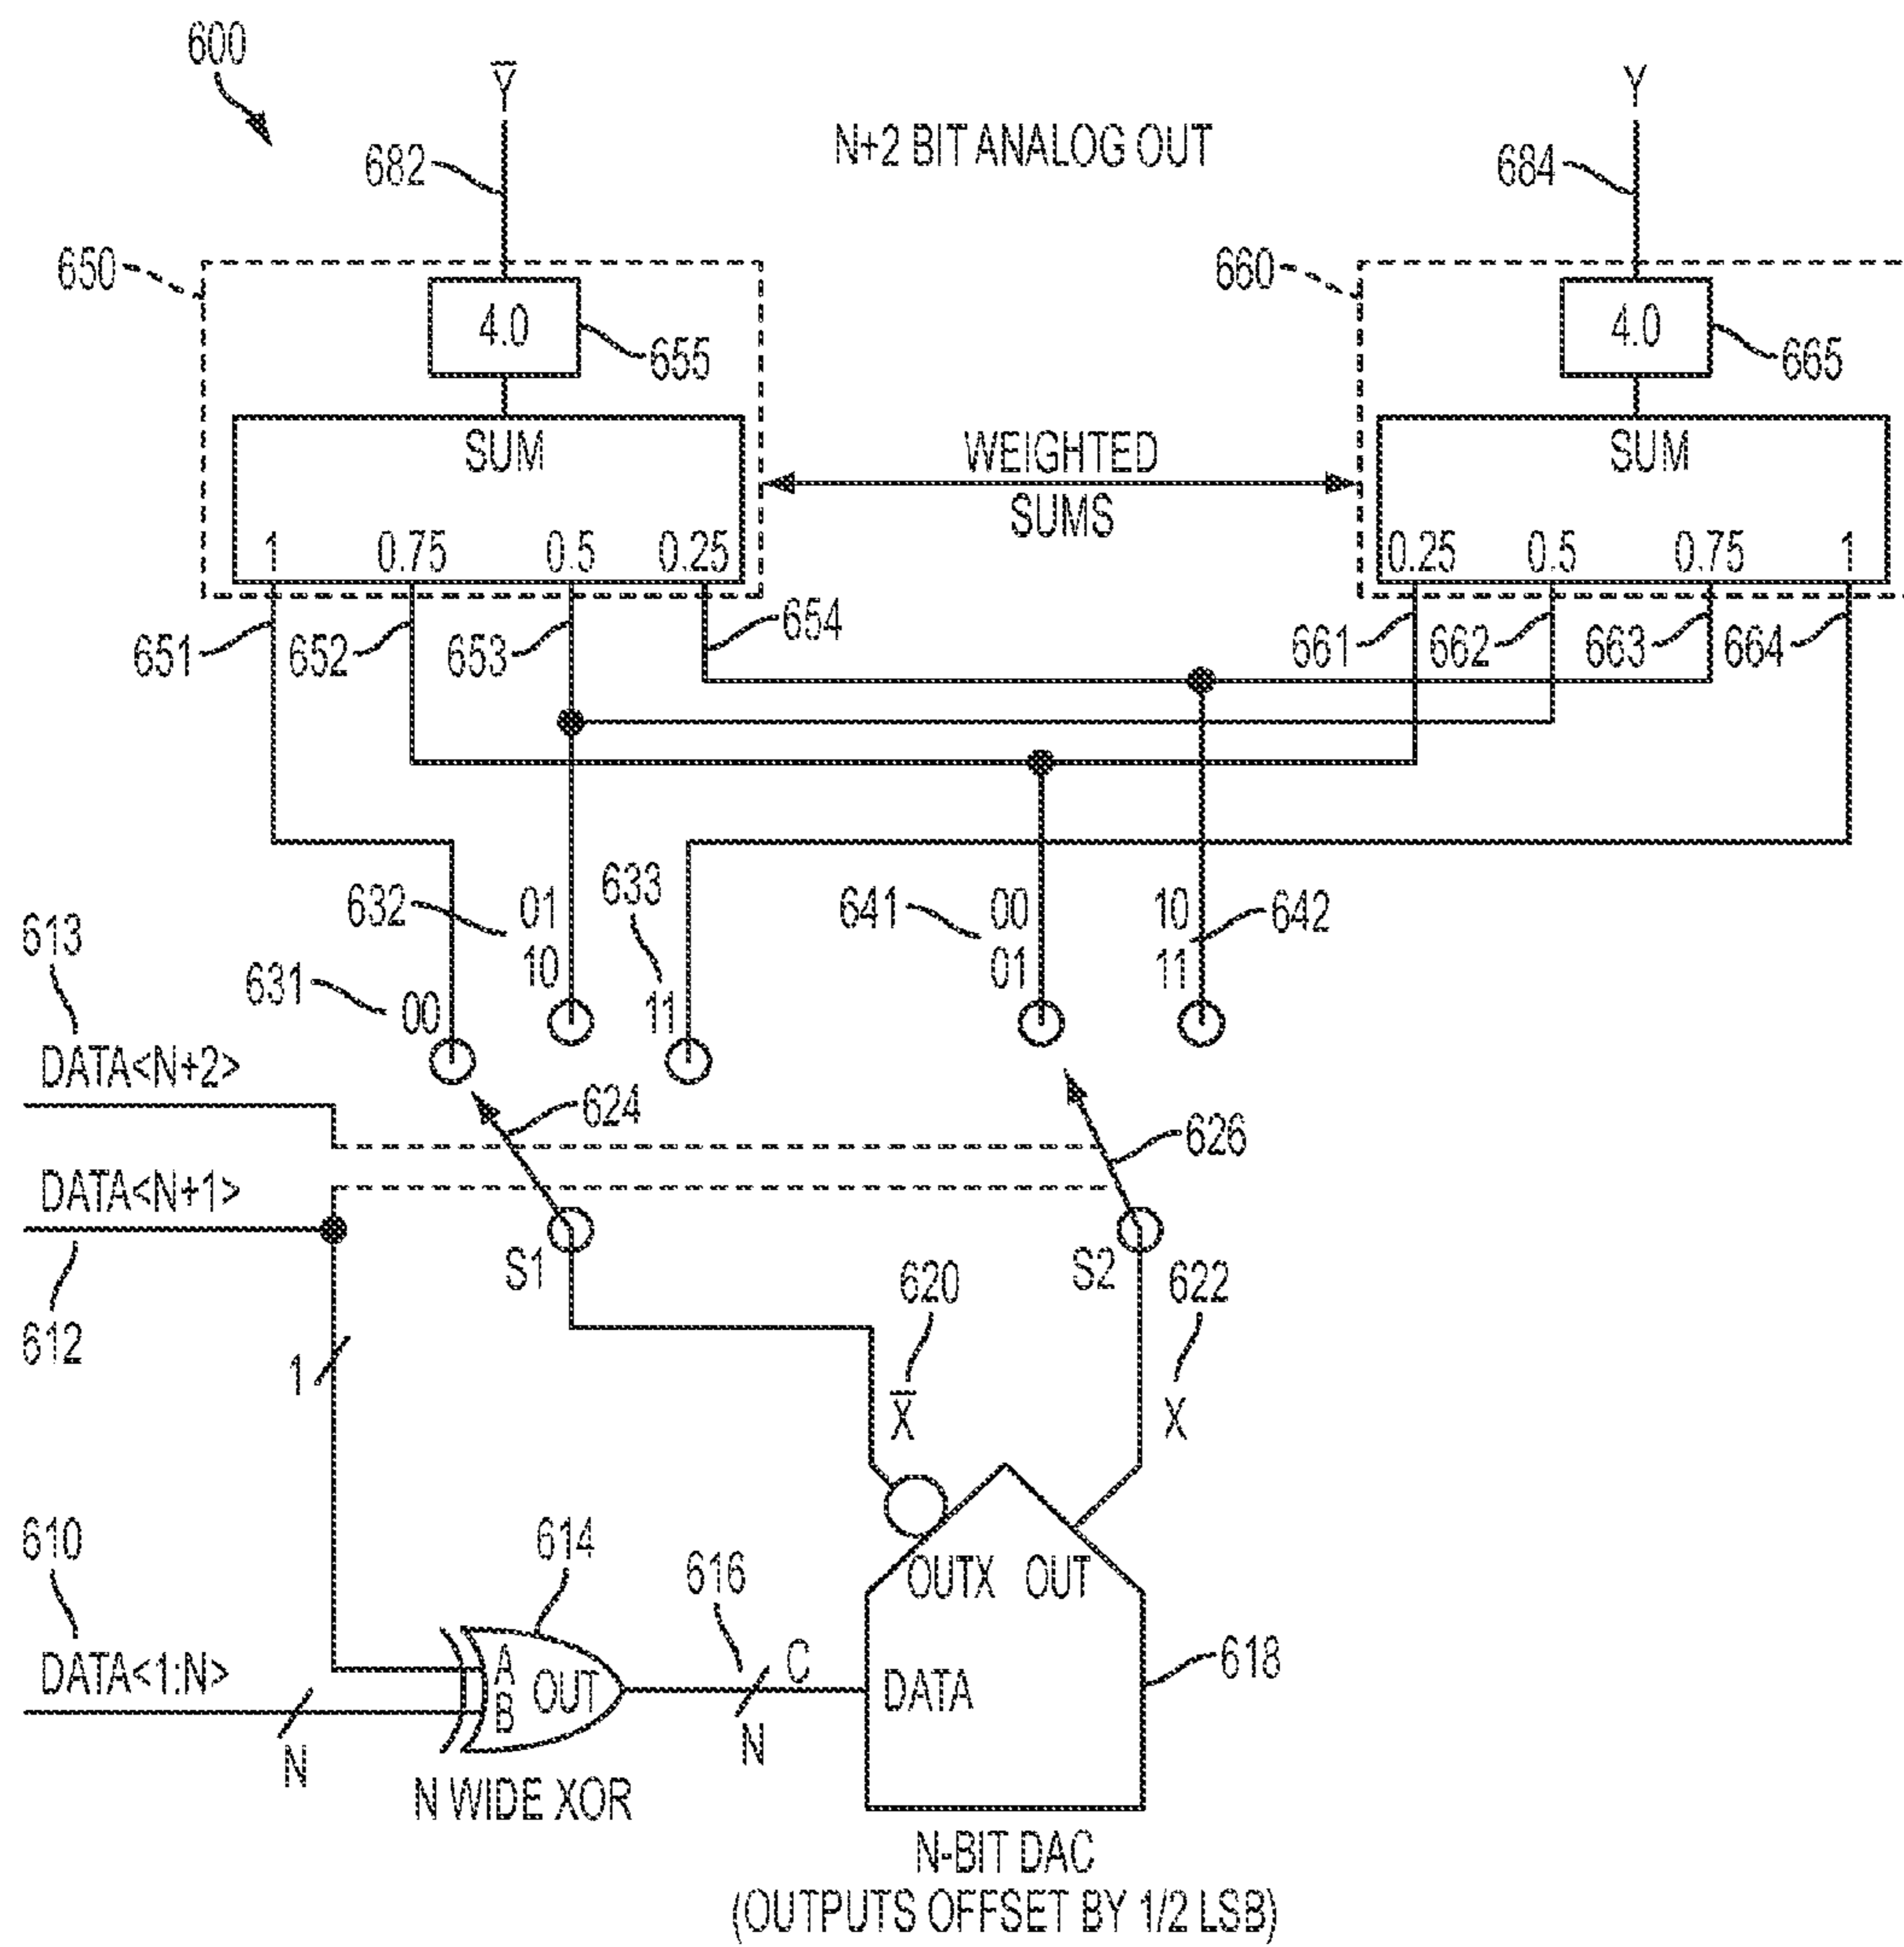 600
Y̅
Y
N+2 BIT ANALOG OUT
682
684
650
660
4.0
655
4.0
665
SUM
WEIGHTED
SUMS
SUM
1 0.75 0.5 0.25
0.25 0.5 0.75 1
651 652 653 654
661 662 663 664
632 01
10
633
11
641 00
01
10 642
11
613
631 00
DATA<N+2>
624
626
DATA<N+1>
S1
S2
620
622
612
1
X̅
X
610
614
616
OUTX OUT
DATA<1:N>
A
B
OUT
C
DATA
618
N
N
N WIDE XOR
N-BIT DAC
(OUTPUTS OFFSET BY 1/2 LSB)